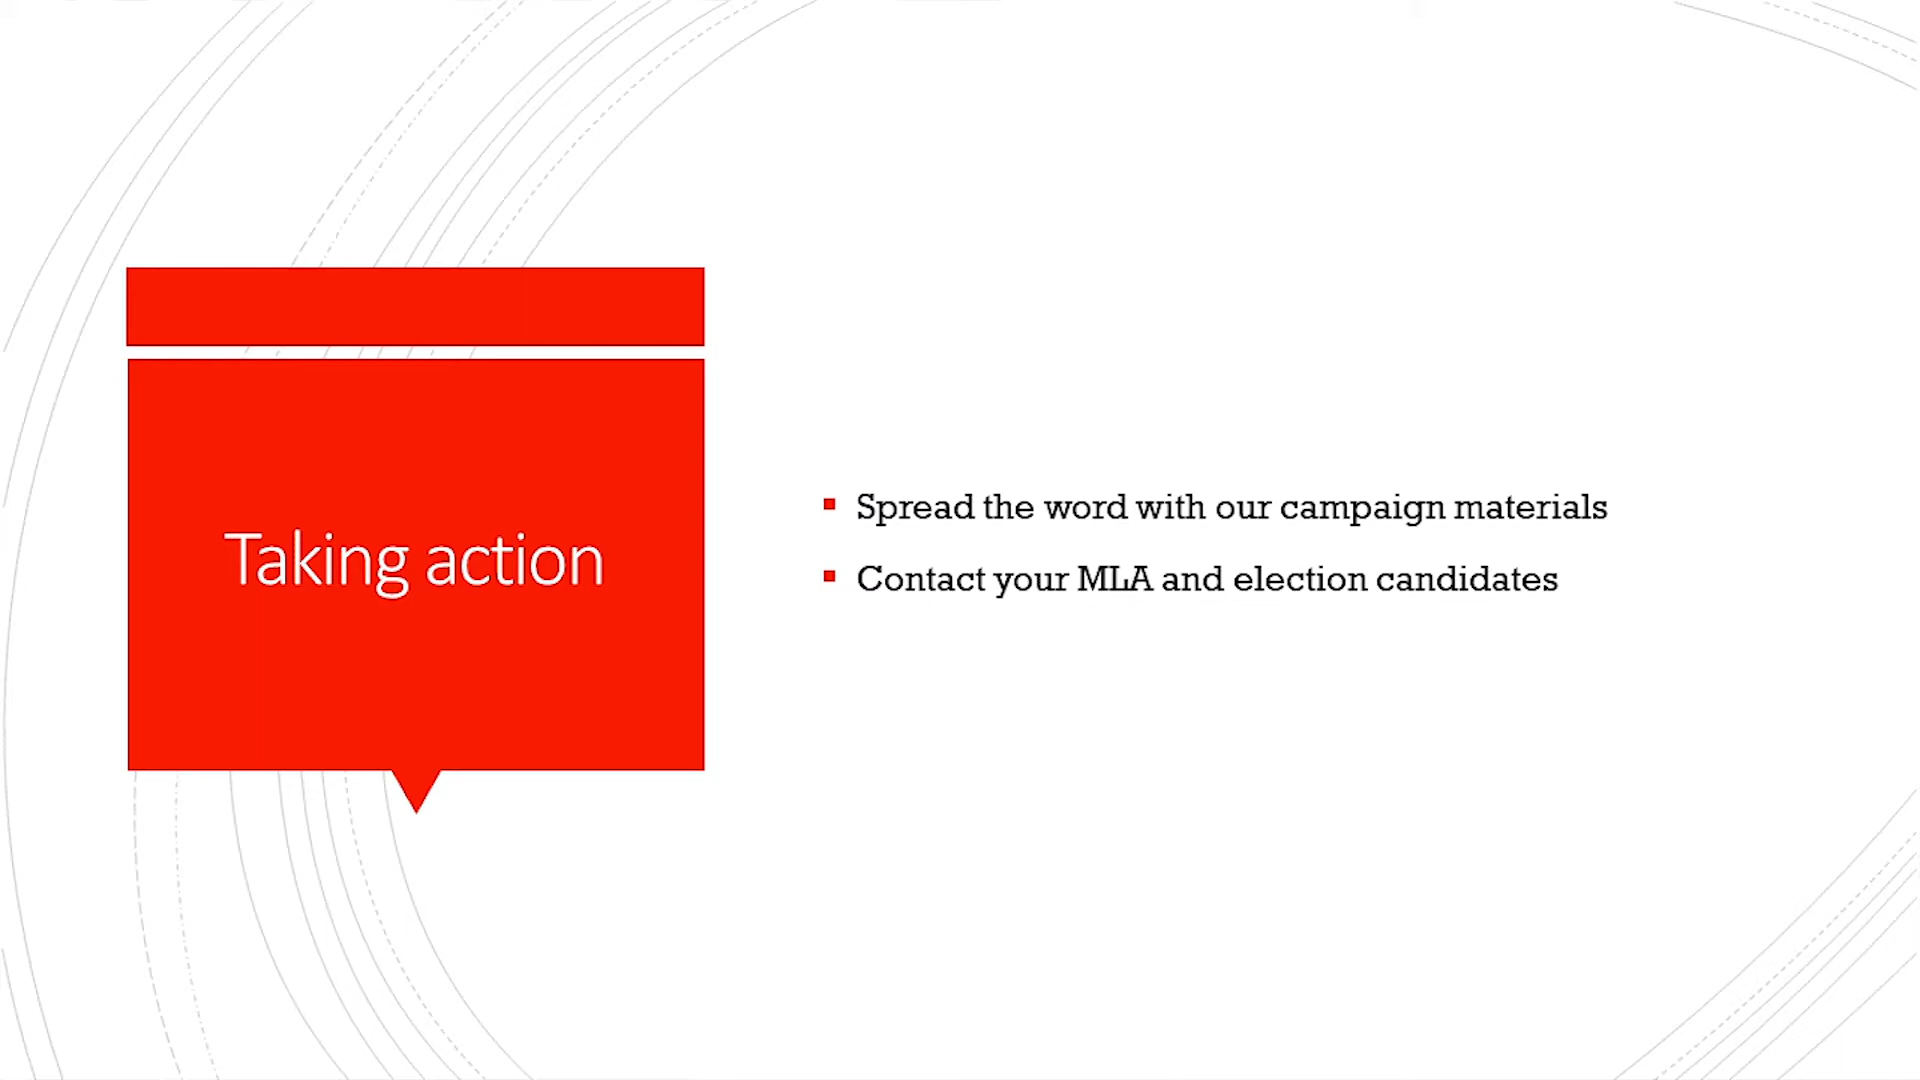 Taking action
Spread the word with our campaign materials
Contact your MLA and election candidates